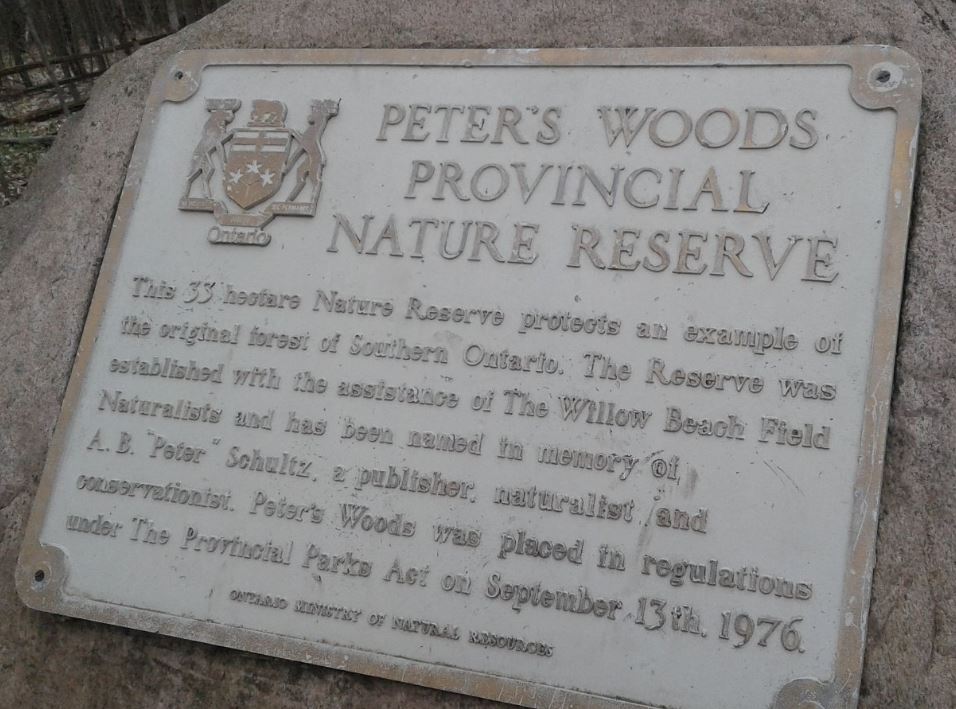 PETER'S WOODS
PROVINCIAL
NATURE RESERVE
Ontario
This 33 hectare Nature Reserve protects an example of
the original forest of Southern Ontario. The Reserve was
established with the assistance of The Willow Beach Field
Naturalists and has been named in memory of
A. B. "Peter" Schultz, a publisher, naturalist and
conservationist. Peter's Woods was placed in regulations
under The Provincial Parks Act on September 13th, 1976.
ONTARIO MINISTRY OF NATURAL RESOURCES